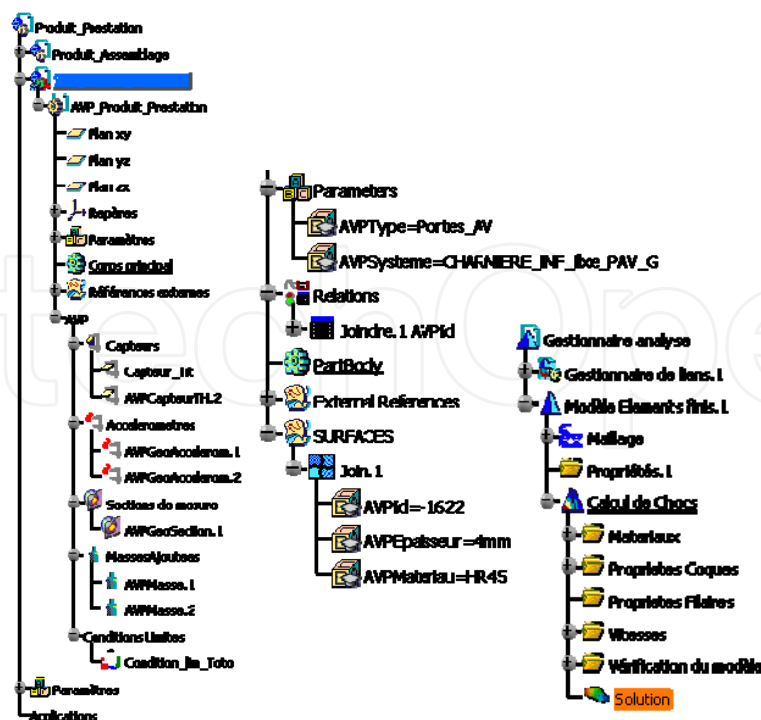 Produit_Prestation
Produit_Assemblage
AVP_Produit_Prestation
Plan xy
Plan yz
Plan zx
Repères
Paramètres
Corps principal
Références externes
AVP
Capteurs
Capteur_Tit
AVPCapteurTH.2
Accelerometres
AVPGeoAccelerom.1
AVPGeoAccelerom.2
Sections de mesure
AVPGeoSection.1
MassesAjoutees
AVPMasse.1
AVPMasse.2
Conditions Limites
Condition_lim_Toto
Paramètres
Applications
Parameters
AVPType=Portes_AV
AVPSysteme=CHARNIERE_INF_fixe_PAV_G
Relations
Joindre.1 AVPid
PartBody
External References
SURFACES
Join.1
AVPid=-1622
AVPEpaisseur=4mm
AVPMateriau=HR45
Gestionnaire analyse
Gestionnaire de liens.1
Modèle Elements finis.1
Maillage
Propriétés.1
Calcul de Chocs
Materiaux
Proprietes Coques
Proprietes Filaires
Vitesses
Vérification du modèle
Solution